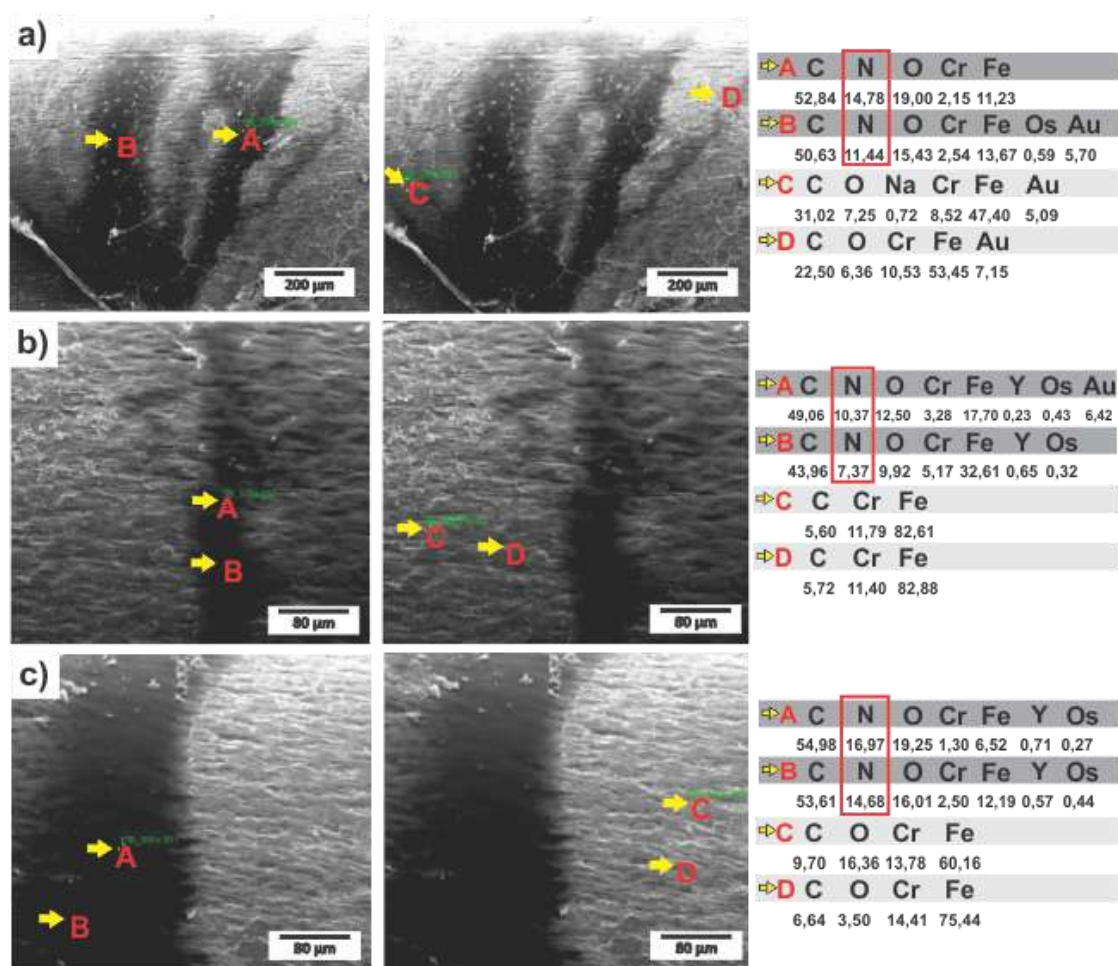 a)
B
A
200 µm
C
D
200 µm
A C N O Cr Fe
52,84 14,78 19,00 2,15 11,23
B C N O Cr Fe Os Au
50,63 11,44 15,43 2,54 13,67 0,59 5,70
C C O Na Cr Fe Au
31,02 7,25 0,72 8,52 47,40 5,09
D C O Cr Fe Au
22,50 6,36 10,53 53,45 7,15
b)
A
B
80 µm
C
D
80 µm
A C N O Cr Fe Y Os Au
49,06 10,37 12,50 3,28 17,70 0,23 0,43 6,42
B C N O Cr Fe Y Os
43,96 7,37 9,92 5,17 32,61 0,65 0,32
C C Cr Fe
5,60 11,79 82,61
D C Cr Fe
5,72 11,40 82,88
c)
A
B
80 µm
C
D
80 µm
A C N O Cr Fe Y Os
54,98 16,97 19,25 1,30 6,52 0,71 0,27
B C N O Cr Fe Y Os
53,61 14,68 16,01 2,50 12,19 0,57 0,44
C C O Cr Fe
9,70 16,36 13,78 60,16
D C O Cr Fe
6,64 3,50 14,41 75,44